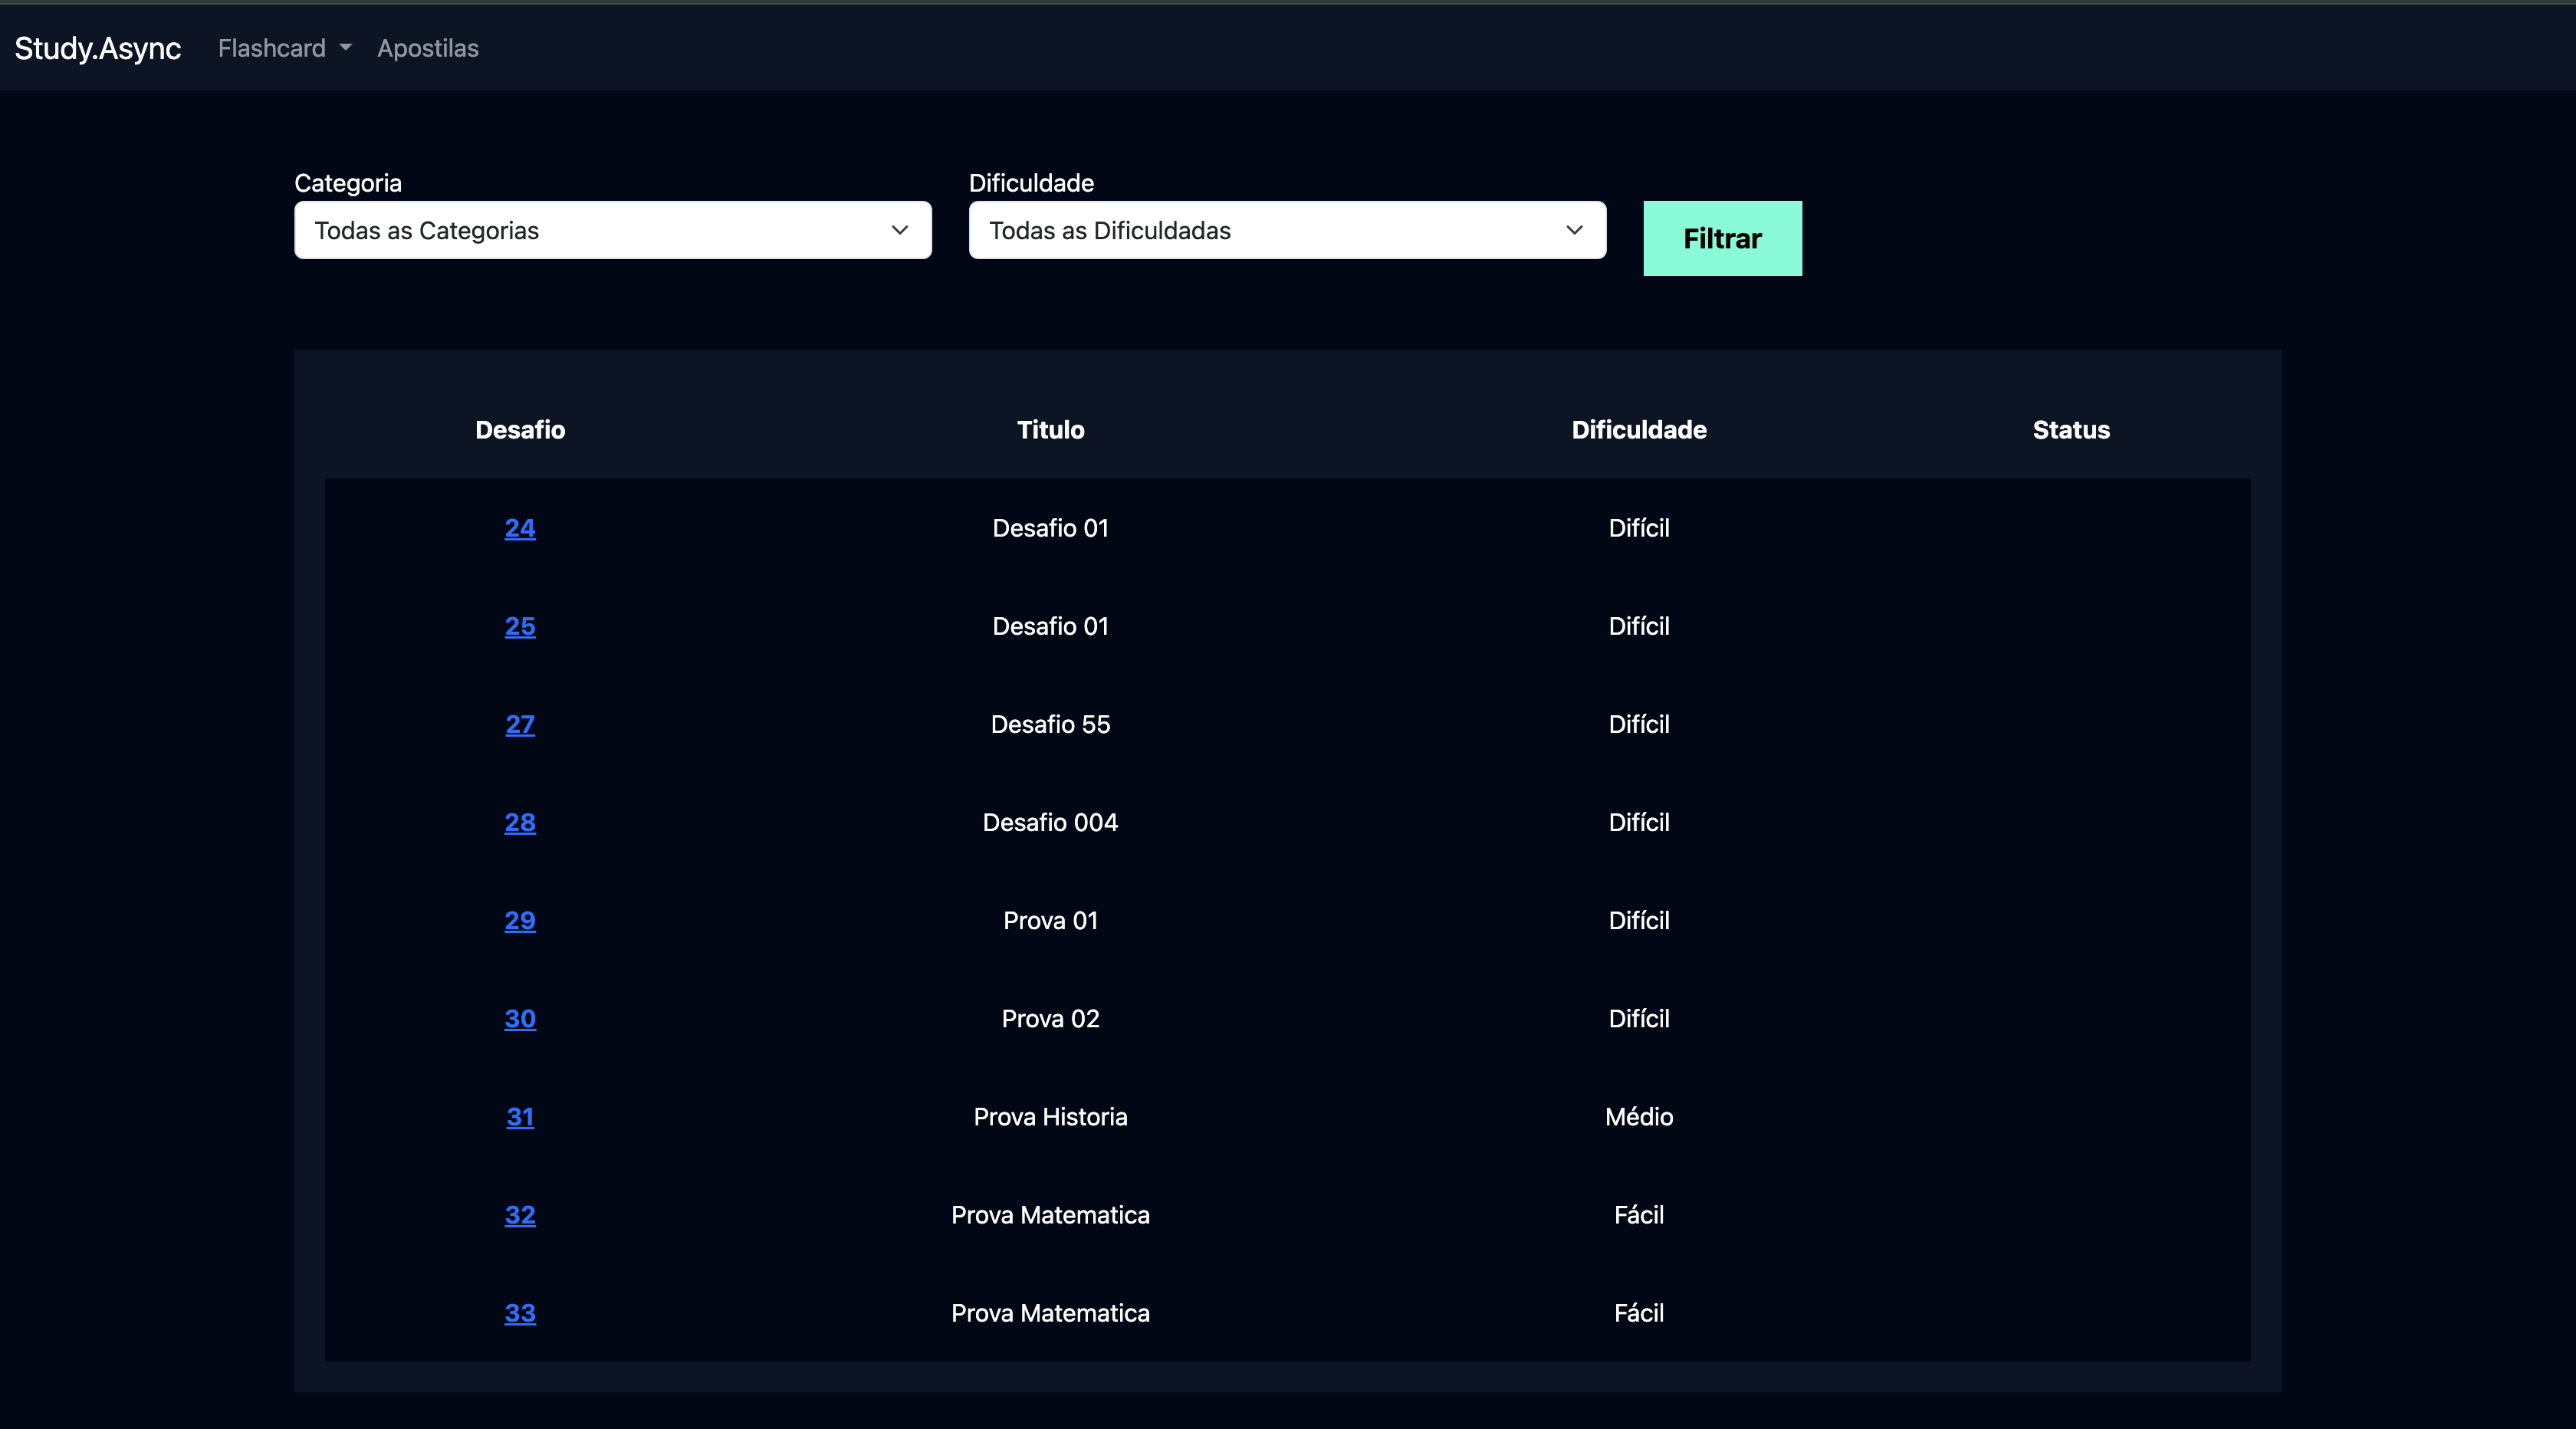 Study.Async Flashcard Apostilas
Categoria Dificuldade
Todas as Categorias Todas as Dificuldadas Filtrar
Desafio Titulo Dificuldade Status
24 Desafio 01 Difícil
25 Desafio 01 Difícil
27 Desafio 55 Difícil
28 Desafio 004 Difícil
29 Prova 01 Difícil
30 Prova 02 Difícil
31 Prova Historia Médio
32 Prova Matematica Fácil
33 Prova Matematica Fácil